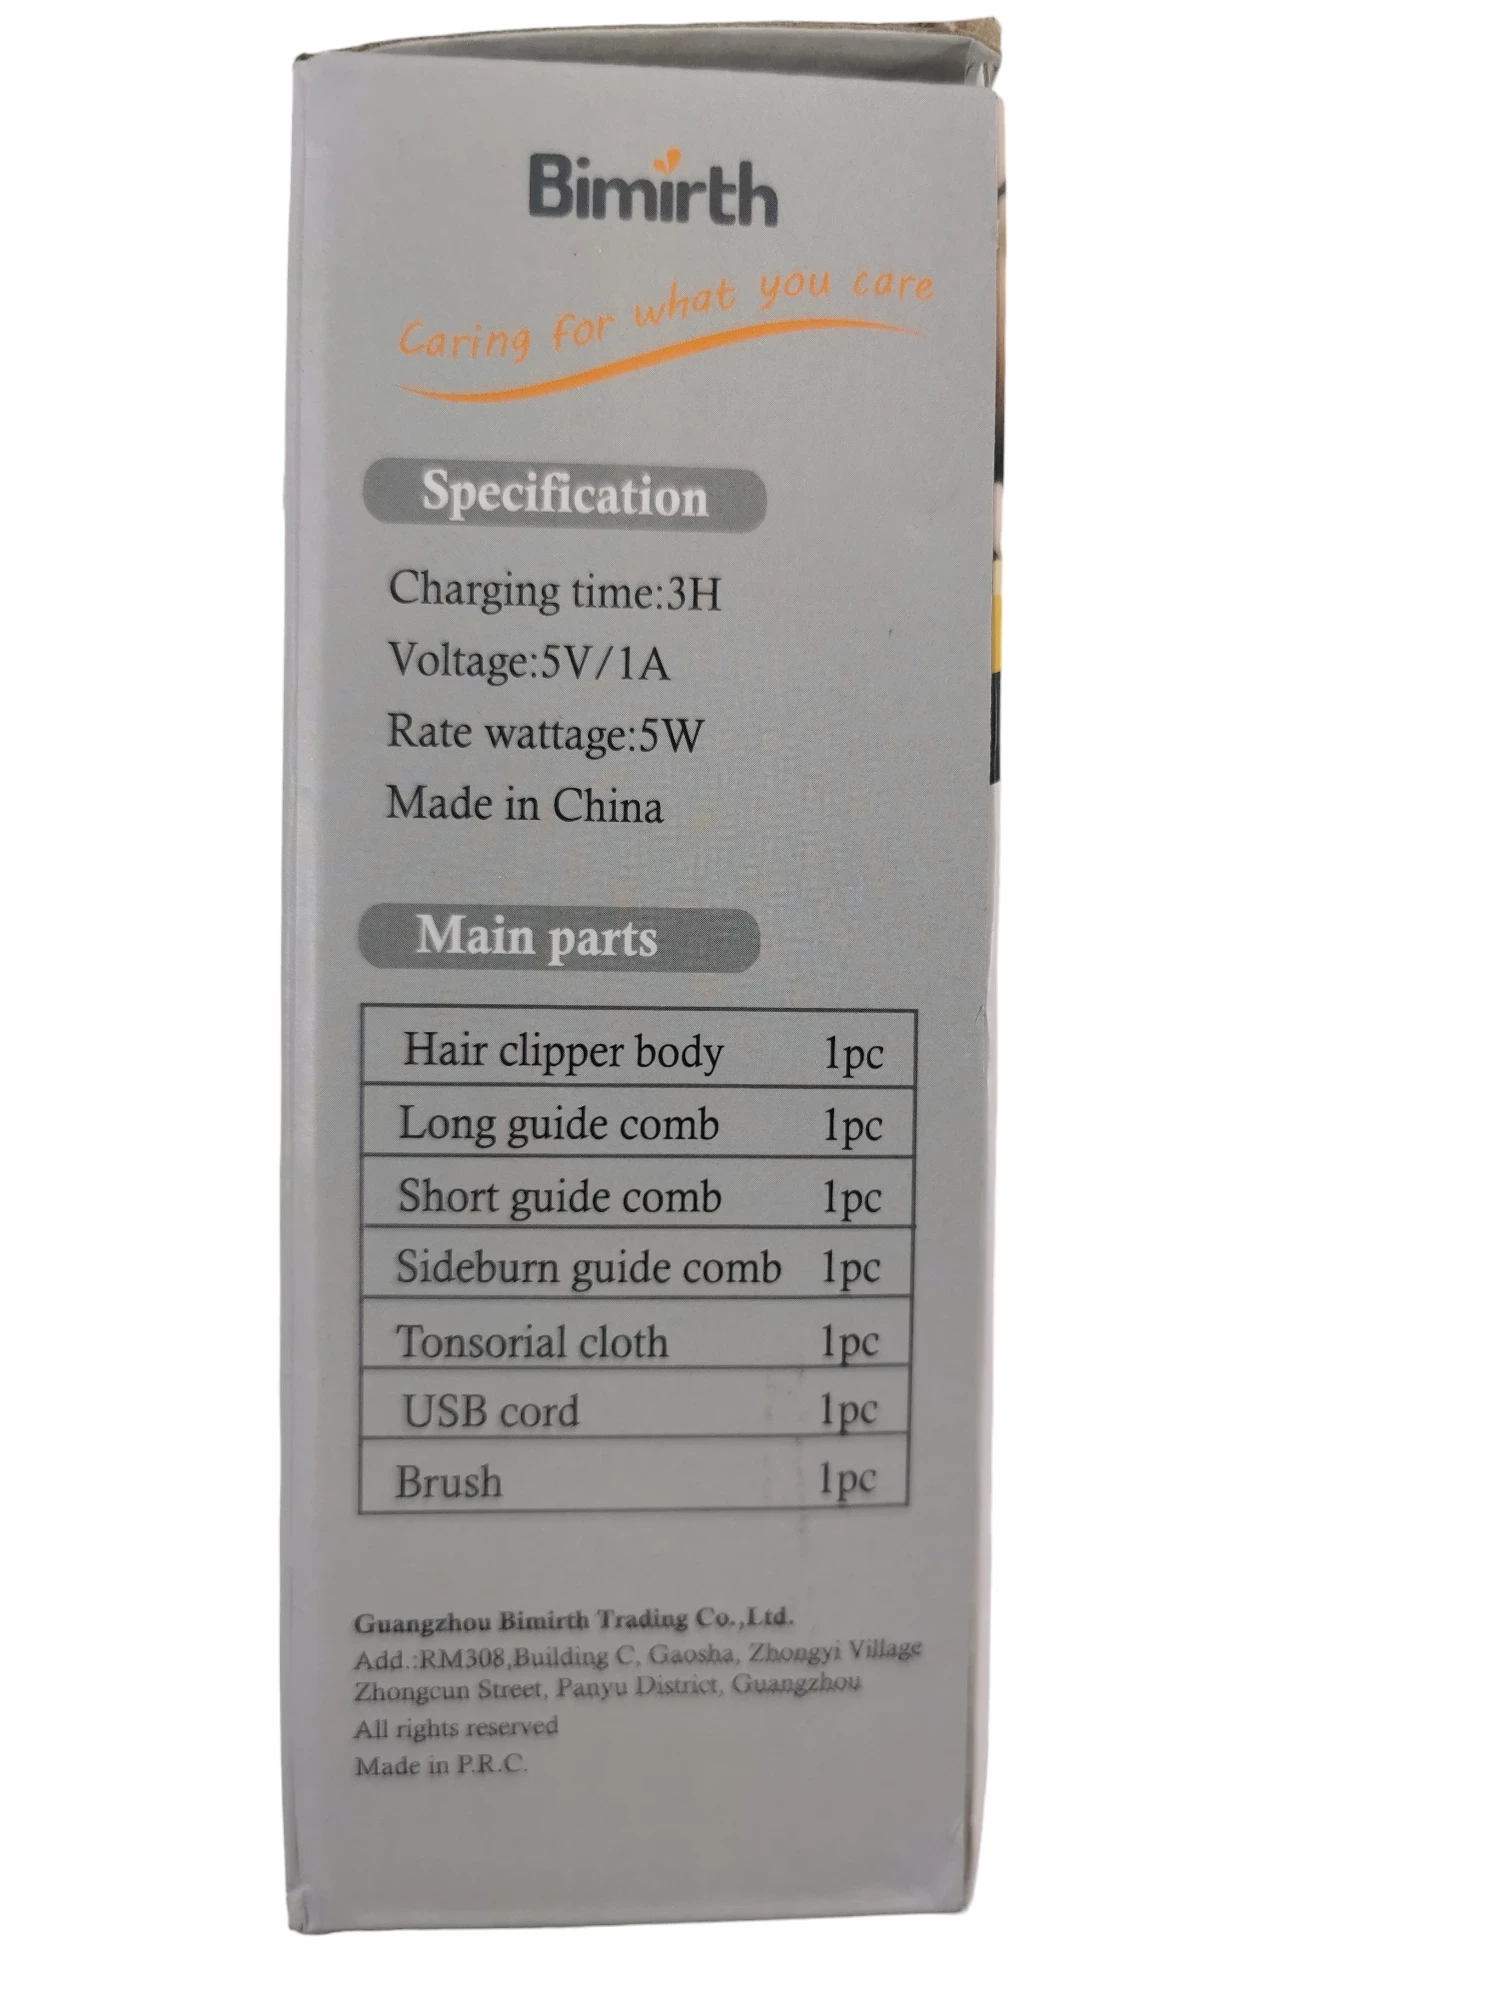 Bimirth
Caring for what you care
Specification
Charging time:3H
Voltage:5V/1A
Rate wattage:5W
Made in China
Main parts
Hair clipper body 1pc
Long guide comb 1pc
Short guide comb 1pc
Sideburn guide comb 1pc
Tonsorial cloth 1pc
USB cord 1pc
Brush 1pc
Guangzhou Bimirth Trading Co.,Ltd.
Add.:RM308,Building C, Gaosha, Zhongyi Village
Zhongcun Street, Panyu District, Guangzhou
All rights reserved
Made in P.R.C.